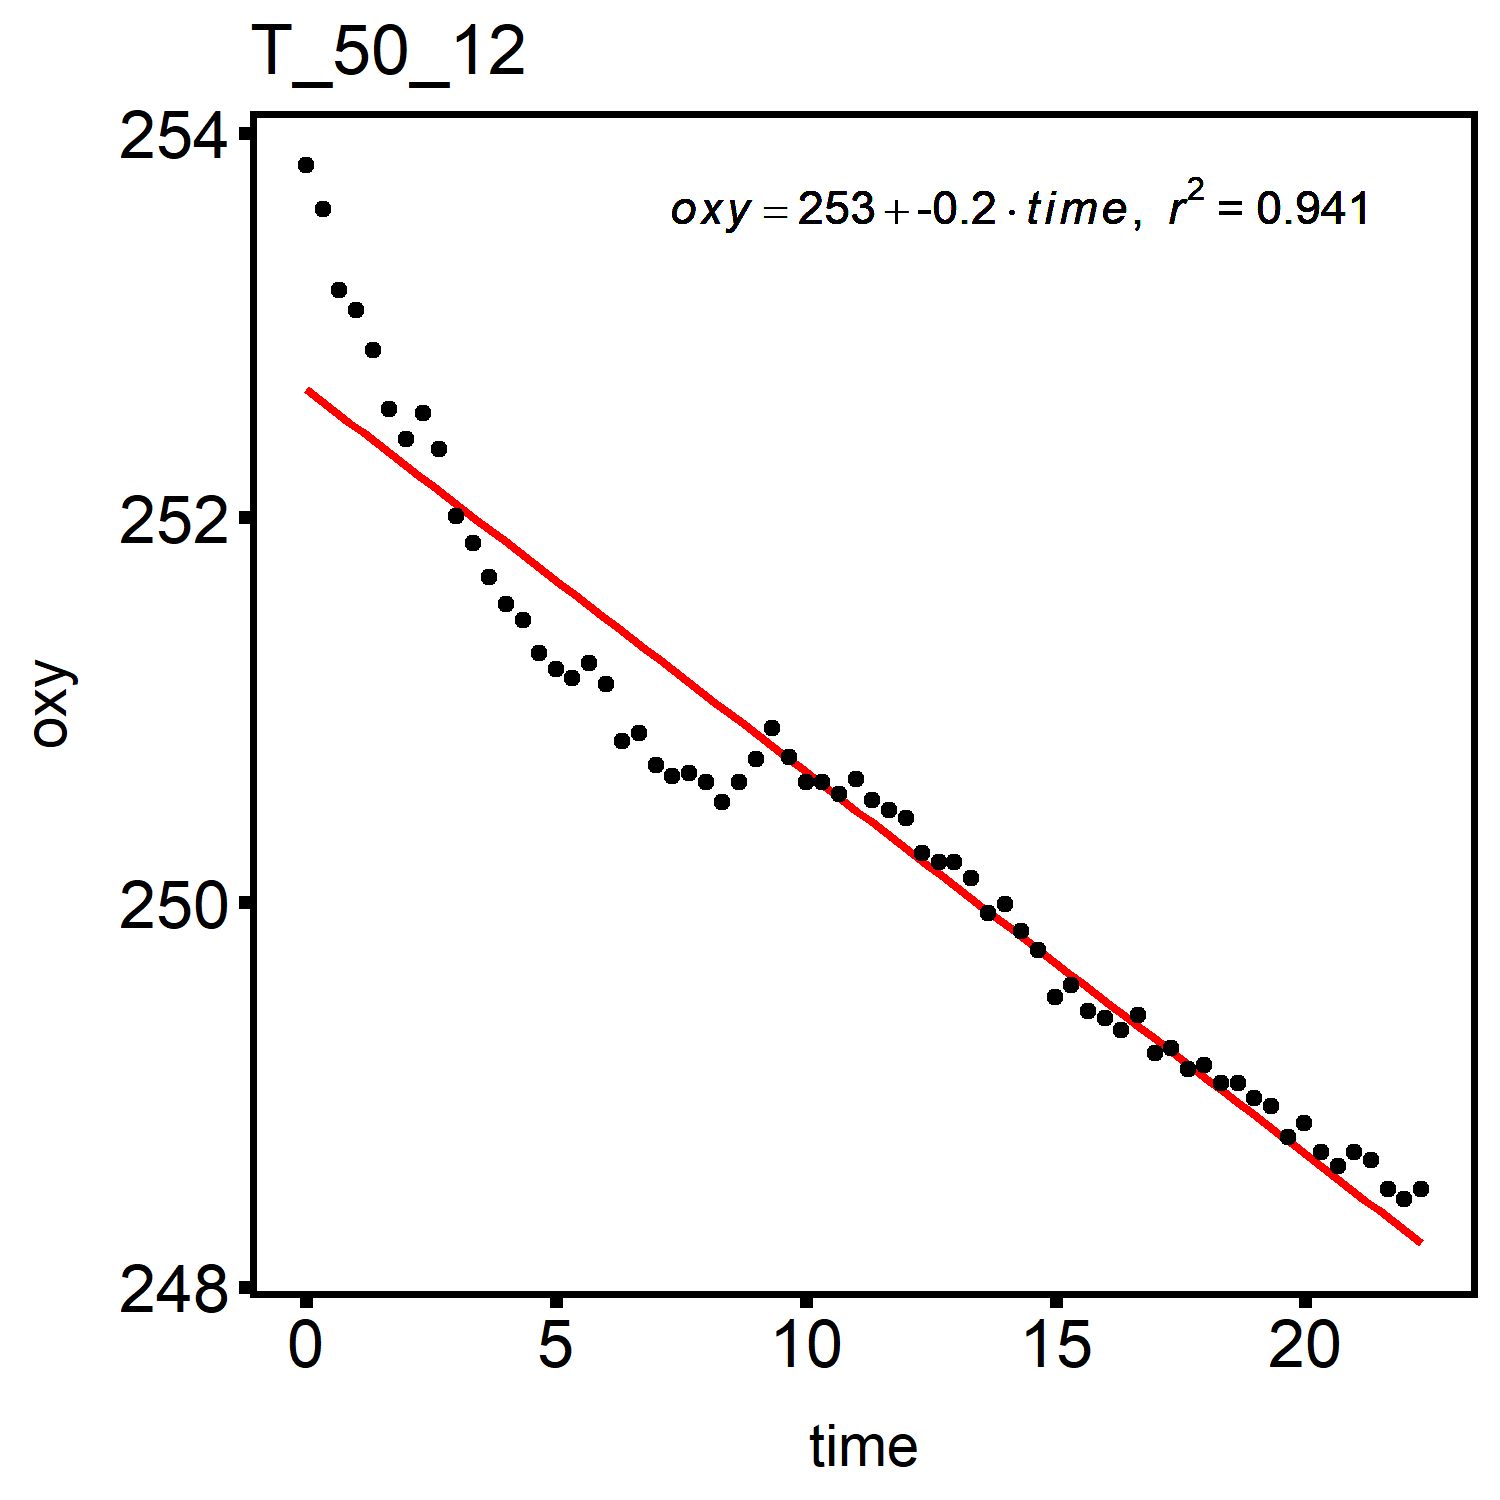 T_50_12
254
oxy = 253 + -0.2 · time, r² = 0.941
252
250
248
oxy
0 5 10 15 20
time